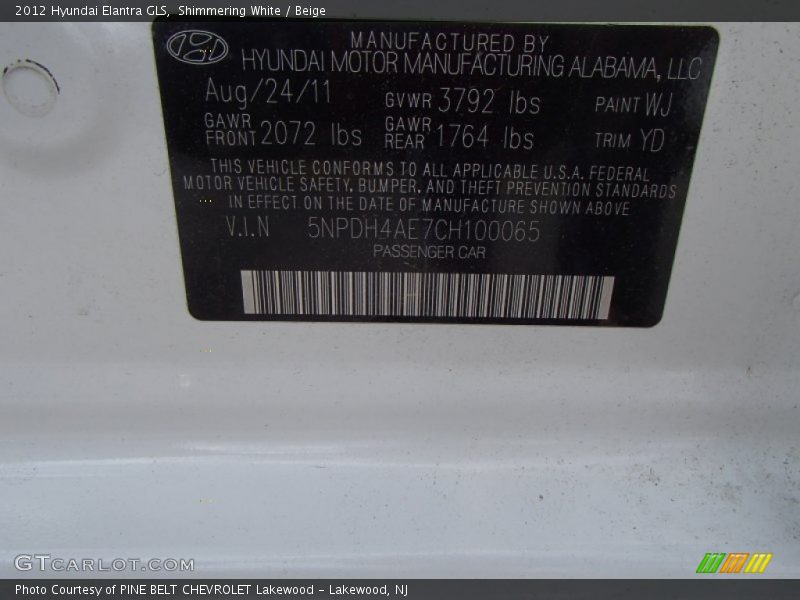 2012 Hyundai Elantra GLS, Shimmering White / Beige
MANUFACTURED BY
HYUNDAI MOTOR MANUFACTURING ALABAMA, LLC
Aug/24/11 GVWR 3792 lbs PAINT WJ
GAWR FRONT 2072 lbs GAWR REAR 1764 lbs TRIM YD
THIS VEHICLE CONFORMS TO ALL APPLICABLE U.S.A. FEDERAL
MOTOR VEHICLE SAFETY, BUMPER, AND THEFT PREVENTION STANDARDS
IN EFFECT ON THE DATE OF MANUFACTURE SHOWN ABOVE
V.I.N 5NPDH4AE7CH100065
PASSENGER CAR
GTCARLOT.COM
Photo Courtesy of PINE BELT CHEVROLET Lakewood - Lakewood, NJ